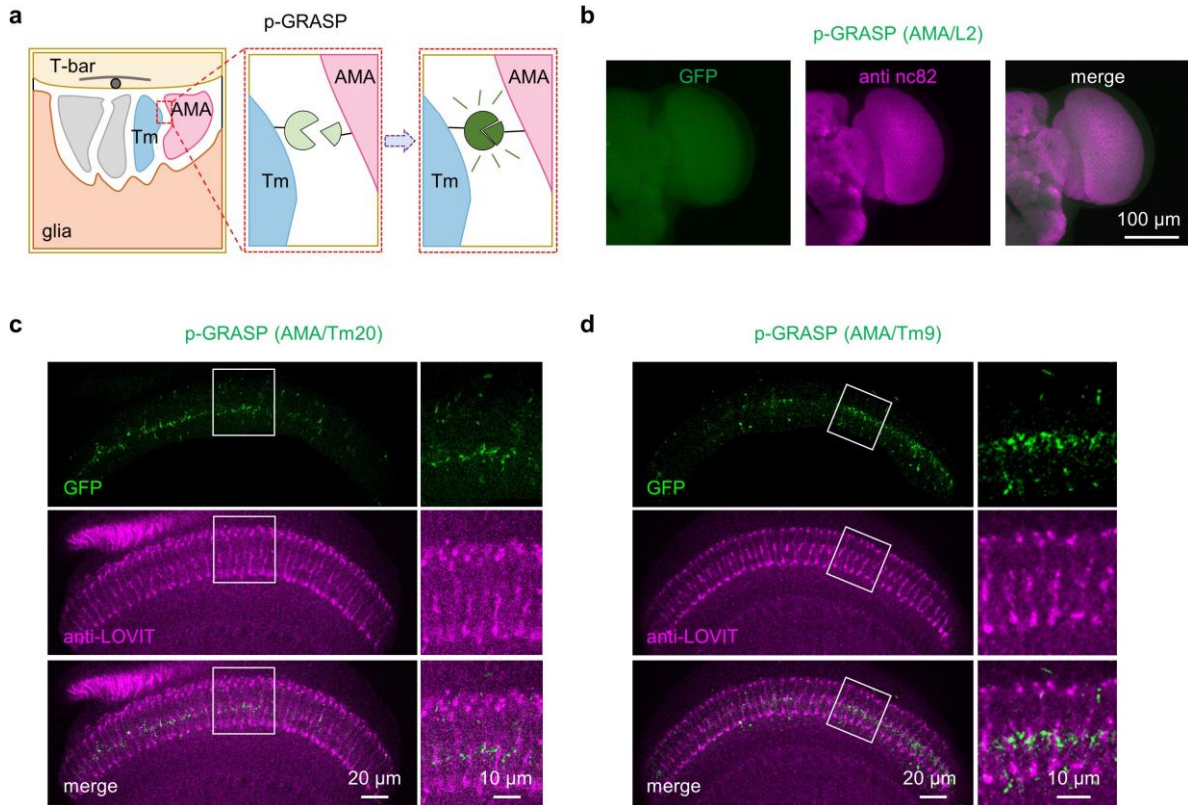 a
p-GRASP
T-bar
Tm
AMA
glia
AMA
Tm
AMA
Tm
b
p-GRASP (AMA/L2)
GFP
anti nc82
merge
100 µm
c
p-GRASP (AMA/Tm20)
GFP
anti-LOVIT
merge
20 µm
10 µm
d
p-GRASP (AMA/Tm9)
GFP
anti-LOVIT
merge
20 µm
10 µm